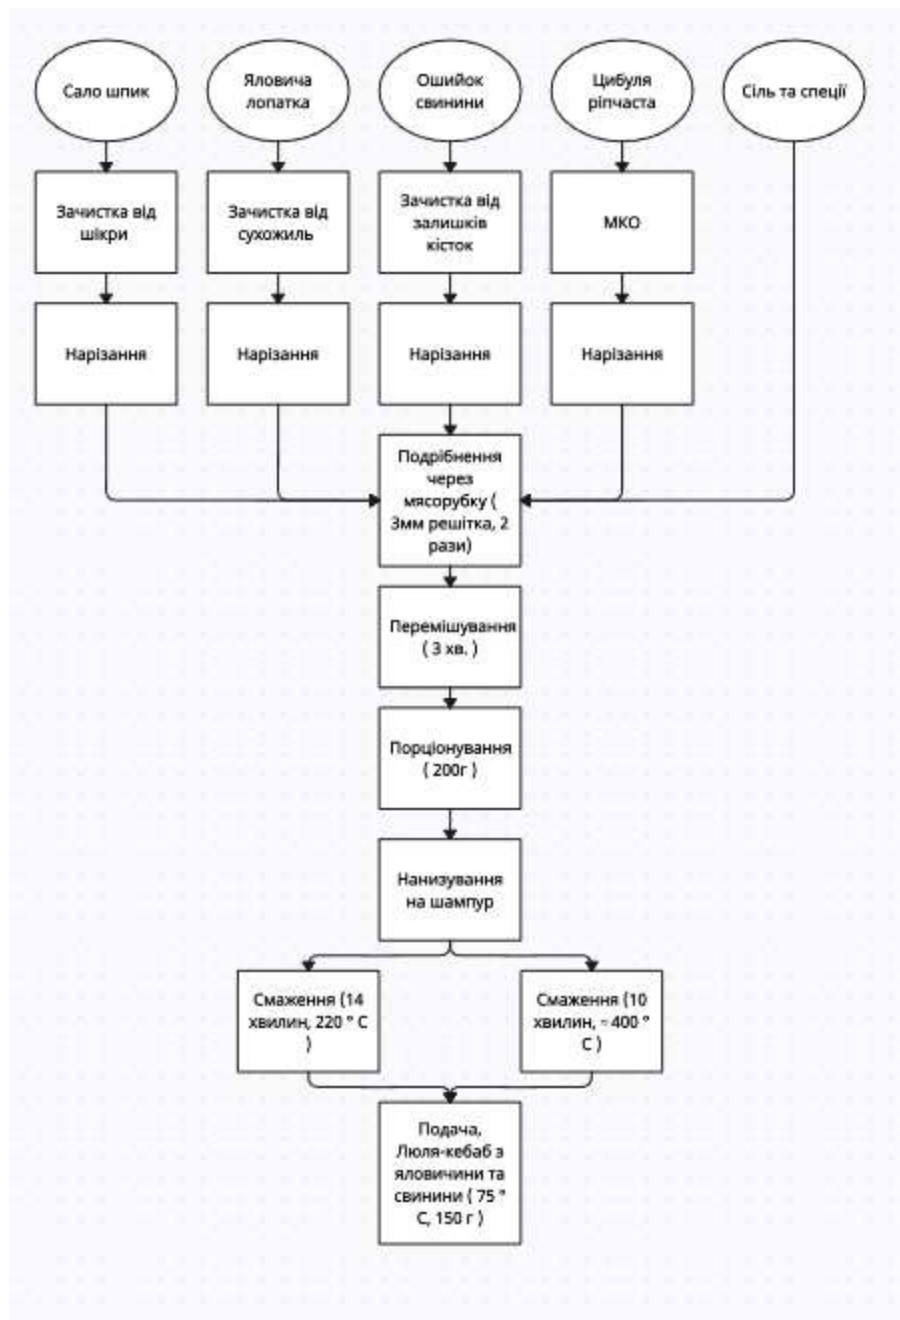 Сало шпик
Яловича
лопатка
Ошийок
свинини
Цибуля
ріпчаста
Сіль та спеції
Зачистка від
шікри
Зачистка від
сухожиль
Зачистка від
залишків
кісток
МКО
Нарізання
Нарізання
Нарізання
Нарізання
Подрібнення
через
мясорубку (
3мм решітка, 2
рази)
Перемішування
( 3 хв. )
Порціонування
( 200г )
Нанизування
на шампур
Смаження (14
хвилин, 220 ° С
)
Смаження (10
хвилин, ≈ 400 °
С )
Подача,
Люля-кебаб з
яловичини та
свинини ( 75 °
С, 150 г )